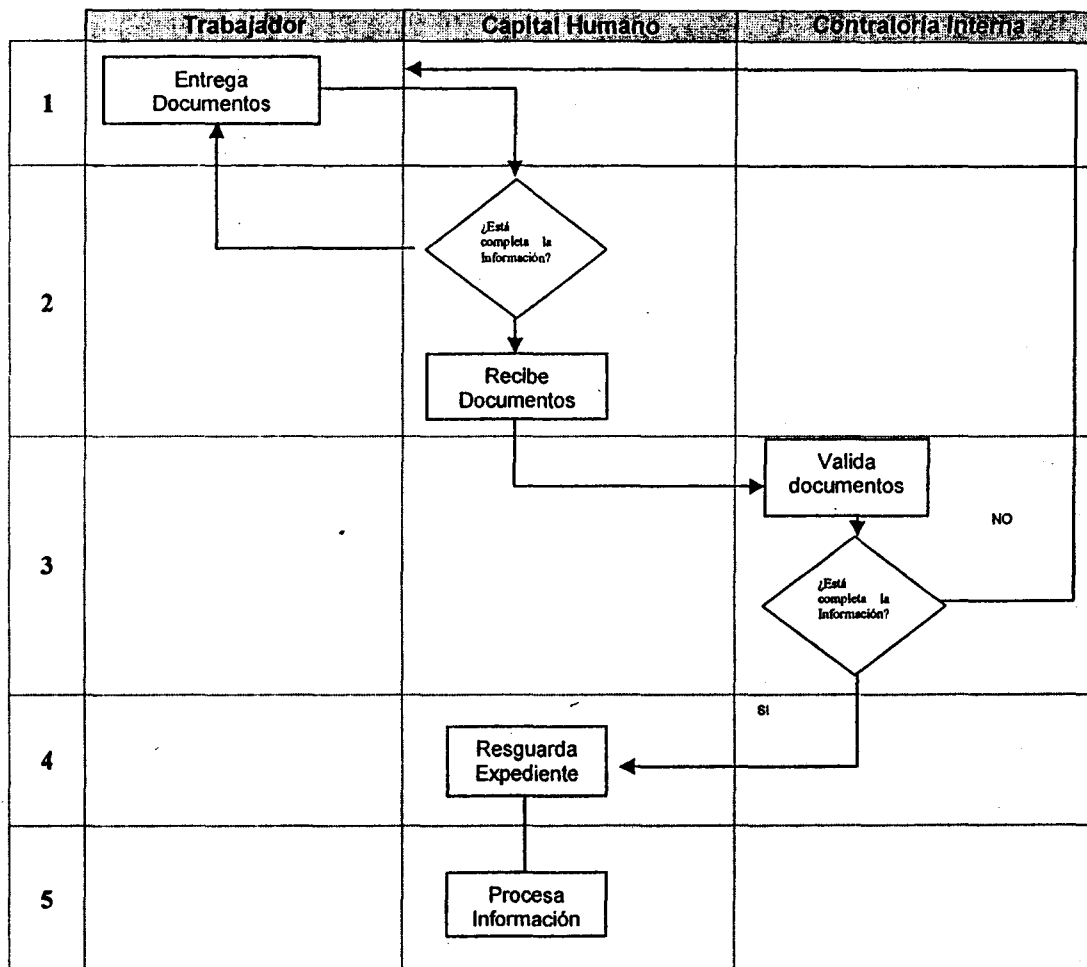 Trabajador
Capital Humano
Contraloría Interna
1
Entrega
Documentos
2
¿Está
completa la
Información?
Recibe
Documentos
3
Valida
documentos
NO
¿Está
completa la
Información?
SI
4
Resguarda
Expediente
5
Procesa
Información